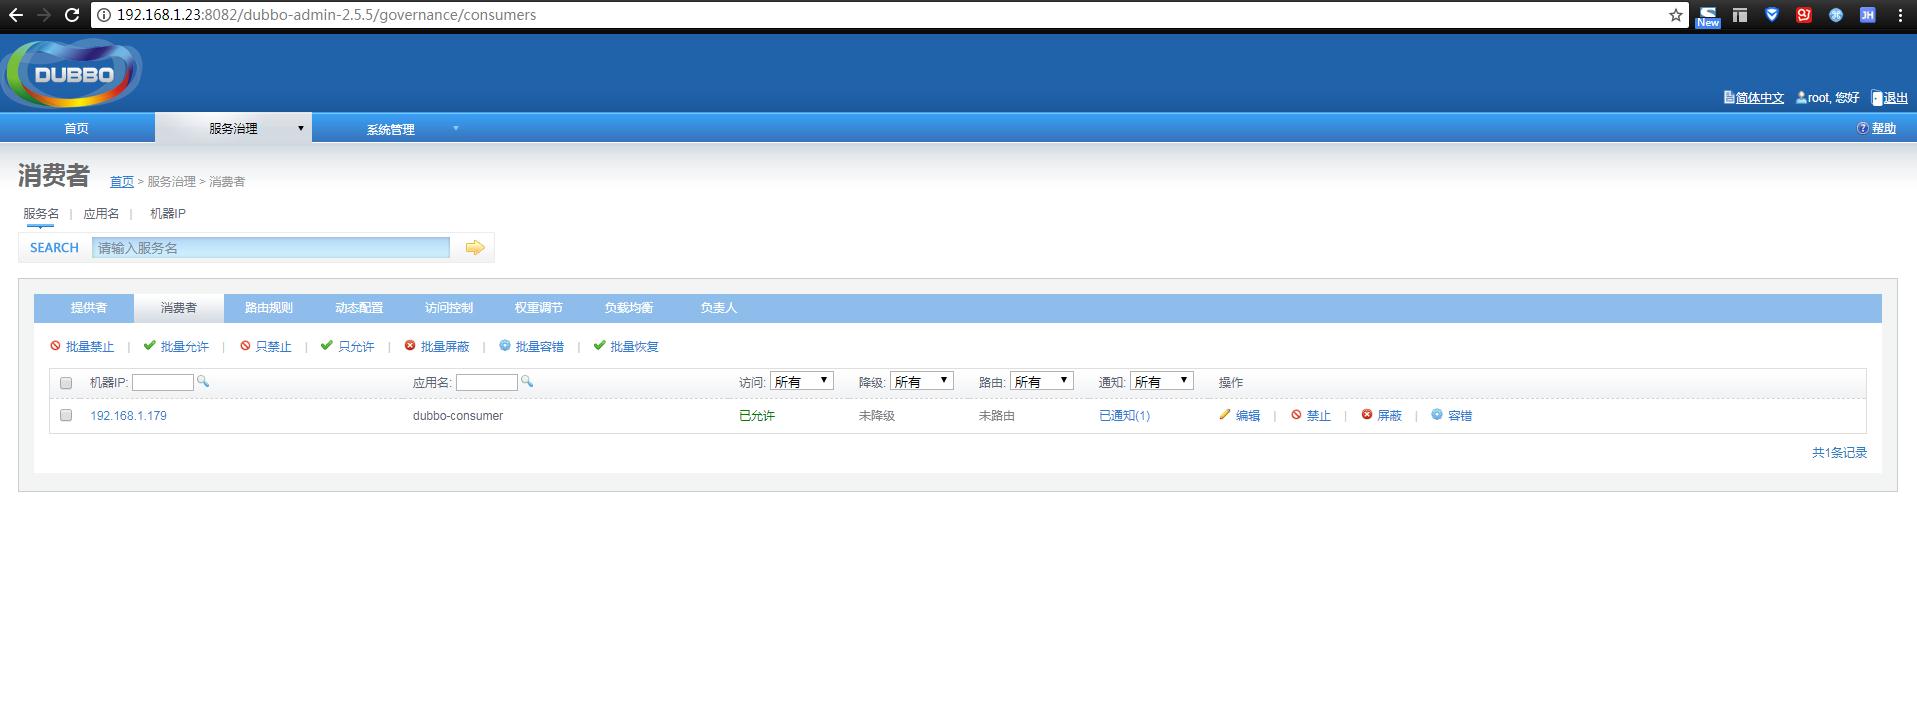 192.168.1.23:8082/dubbo-admin-2.5.5/governance/consumers
New
JH
DUBBO
简体中文 root, 您好 退出
首页 服务治理 系统管理 帮助
消费者 首页 > 服务治理 > 消费者
服务名 | 应用名 | 机器IP
SEARCH 请输入服务名
提供者 消费者 路由规则 动态配置 访问控制 权重调节 负载均衡 负责人
批量禁止 | 批量允许 | 只禁止 | 只允许 | 批量屏蔽 | 批量容错 | 批量恢复
机器IP: 应用名: 访问: 所有 降级: 所有 路由: 所有 通知: 所有 操作
192.168.1.179 dubbo-consumer 已允许 未降级 未路由 已通知(1) 编辑 | 禁止 | 屏蔽 | 容错
共1条记录